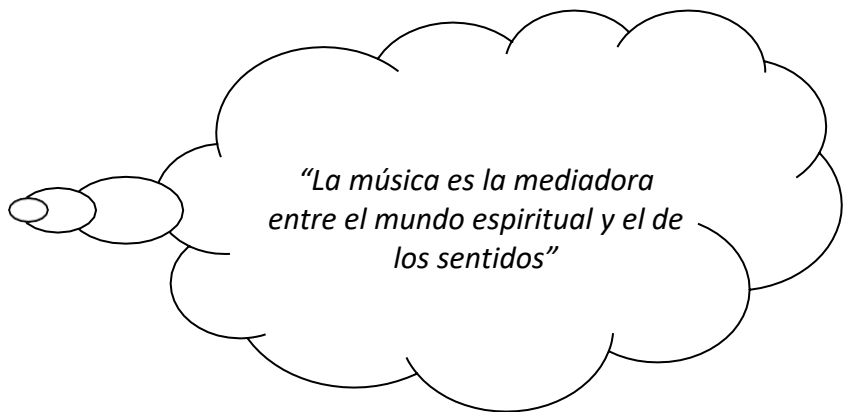 “La música es la mediadora
entre el mundo espiritual y el de
los sentidos”